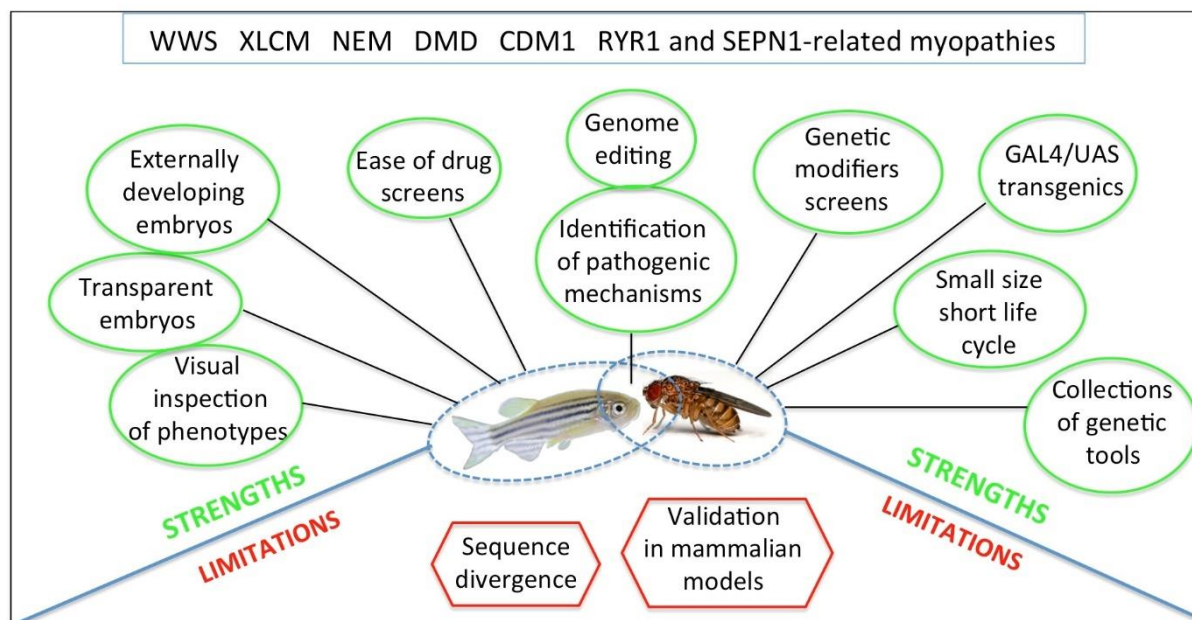 WWS XLCM NEM DMD CDM1 RYR1 and SEPN1-related myopathies
Externally
developing
embryos
Ease of drug
screens
Genome
editing
Genetic
modifiers
screens
GAL4/UAS
transgenics
Transparent
embryos
Identification
of pathogenic
mechanisms
Small size
short life
cycle
Visual
inspection
of phenotypes
Collections
of genetic
tools
STRENGTHS
LIMITATIONS
Sequence
divergence
Validation
in mammalian
models
STRENGTHS
LIMITATIONS